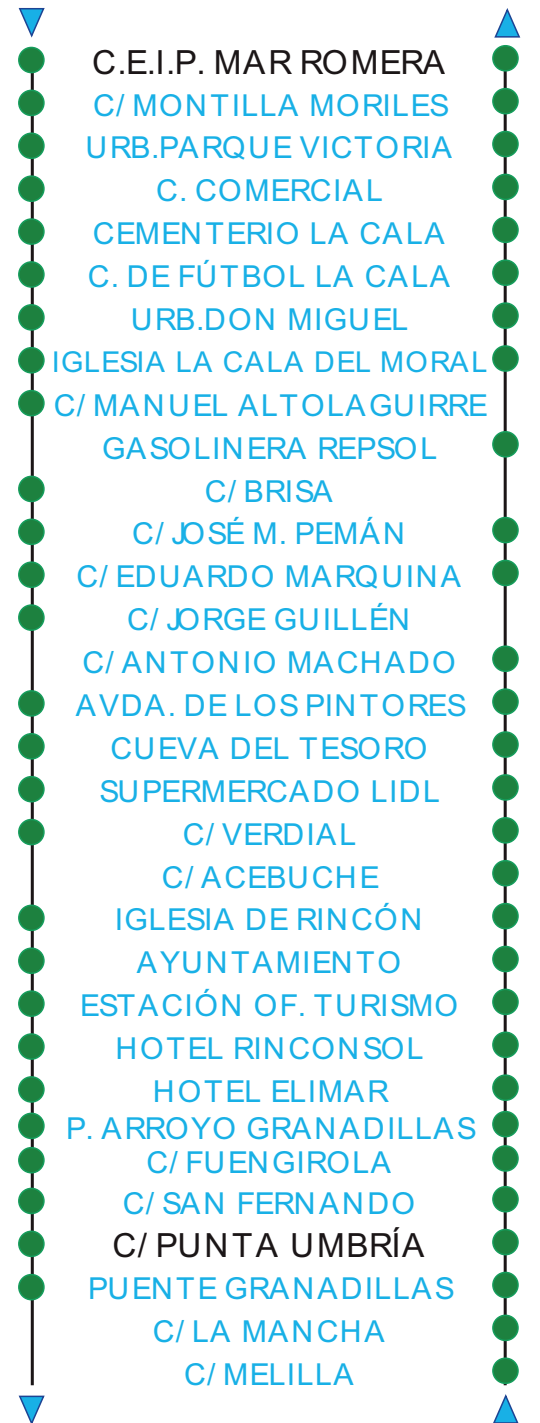 C.E.I.P. MAR ROMERA
C/ MONTILLA MORILES
URB.PARQUE VICTORIA
C. COMERCIAL
CEMENTERIO LA CALA
C. DE FÚTBOL LA CALA
URB.DON MIGUEL
IGLESIA LA CALA DEL MORAL
C/ MANUEL ALTOLAGUIRRE
GASOLINERA REPSOL
C/ BRISA
C/ JOSÉ M. PEMÁN
C/ EDUARDO MARQUINA
C/ JORGE GUILLÉN
C/ ANTONIO MACHADO
AVDA. DE LOS PINTORES
CUEVA DEL TESORO
SUPERMERCADO LIDL
C/ VERDIAL
C/ ACEBUCHE
IGLESIA DE RINCÓN
AYUNTAMIENTO
ESTACIÓN OF. TURISMO
HOTEL RINCONSOL
HOTEL ELIMAR
P. ARROYO GRANADILLAS
C/ FUENGIROLA
C/ SAN FERNANDO
C/ PUNTA UMBRÍA
PUENTE GRANADILLAS
C/ LA MANCHA
C/ MELILLA